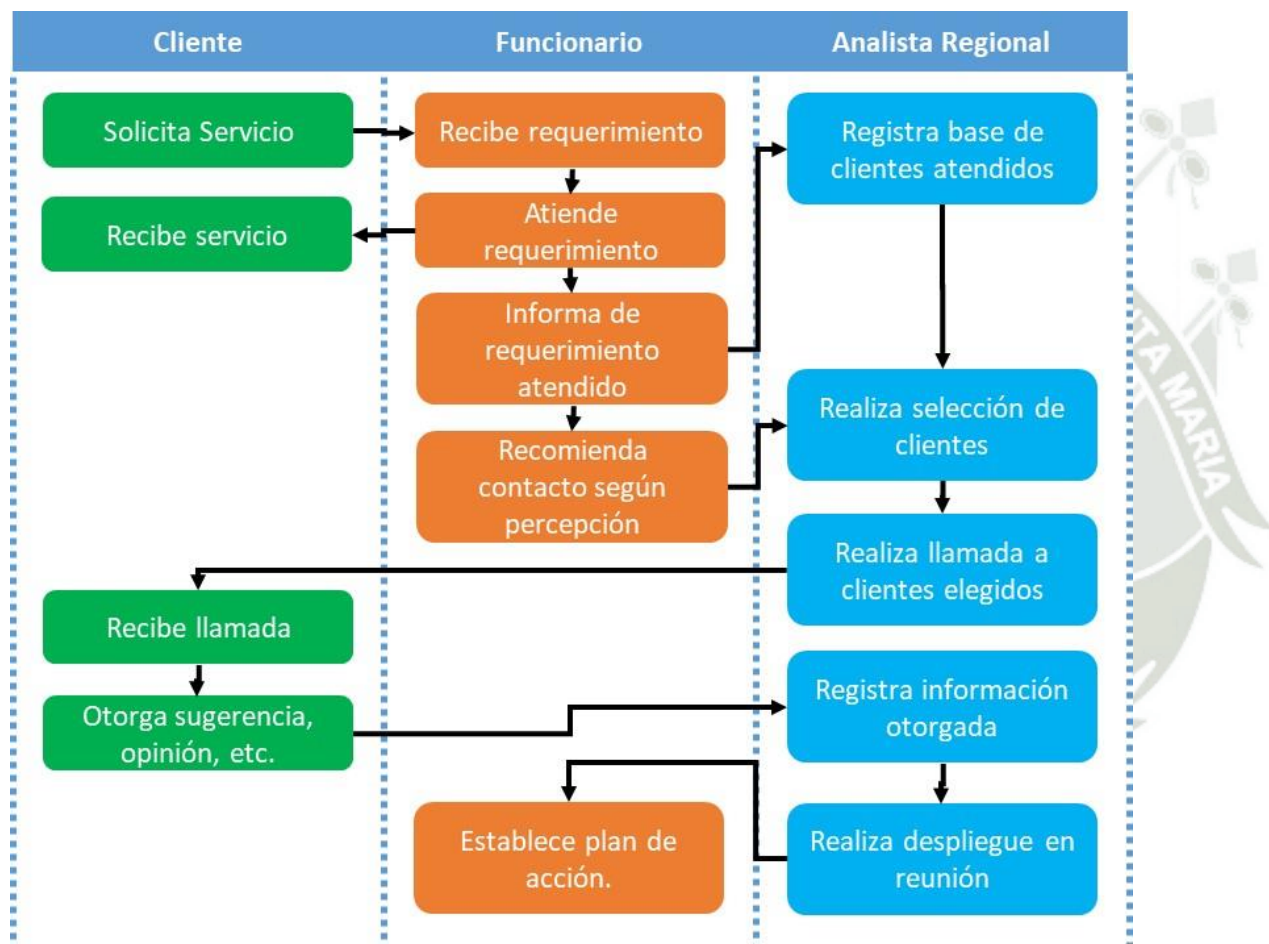 Cliente
Funcionario
Analista Regional
Solicita Servicio
Recibe requerimiento
Registra base de
clientes atendidos
Recibe servicio
Atiende
requerimiento
Informa de
requerimiento
atendido
Recomienda
contacto según
percepción
Realiza selección de
clientes
Realiza llamada a
clientes elegidos
Recibe llamada
Otorga sugerencia,
opinión, etc.
Registra información
otorgada
Establece plan de
acción.
Realiza despliegue en
reunión
MARIA